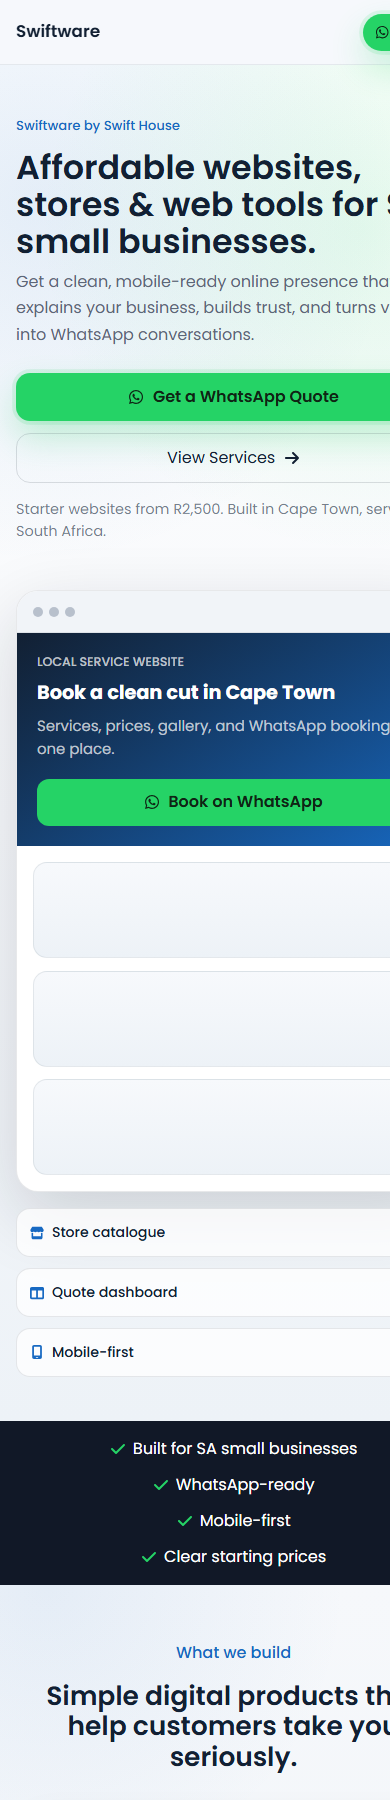 Swiftware
Swiftware by Swift House
Affordable websites,
stores & web tools for
small businesses.
Get a clean, mobile-ready online presence
explains your business, builds trust, and turns
into WhatsApp conversations.
Get a WhatsApp Quote
View Services
Starter websites from R2,500. Built in Cape Town,
South Africa.
LOCAL SERVICE WEBSITE
Book a clean cut in Cape Town
Services, prices, gallery, and WhatsApp booking
one place.
Book on WhatsApp
Store catalogue
Quote dashboard
Mobile-first
Built for SA small businesses
WhatsApp-ready
Mobile-first
Clear starting prices
What we build
Simple digital products
help customers take
seriously.